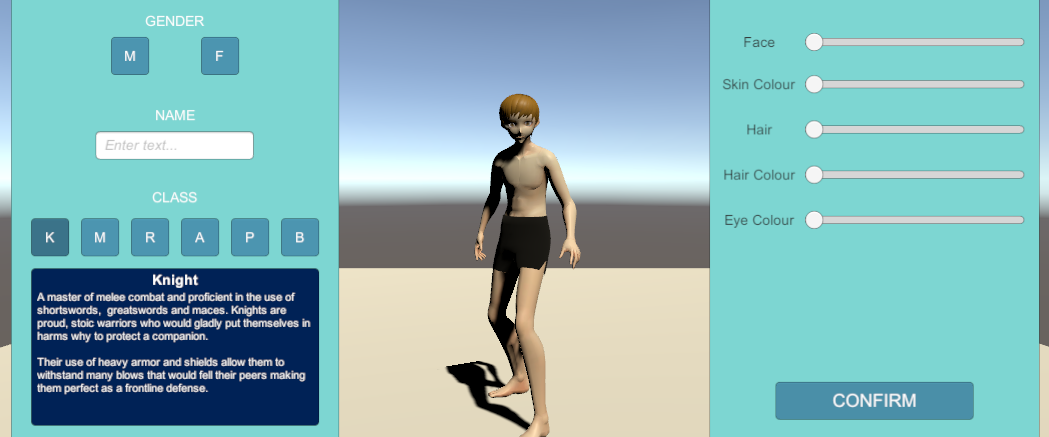 GENDER
M F
NAME
Enter text...
CLASS
K M R A P B
Knight
A master of melee combat and proficient in the use of
shortswords, greatswords and maces. Knights are
proud, stoic warriors who would gladly put themselves in
harms why to protect a companion.
Their use of heavy armor and shields allow them to
withstand many blows that would fell their peers making
them perfect as a frontline defense.
Face
Skin Colour
Hair
Hair Colour
Eye Colour
CONFIRM